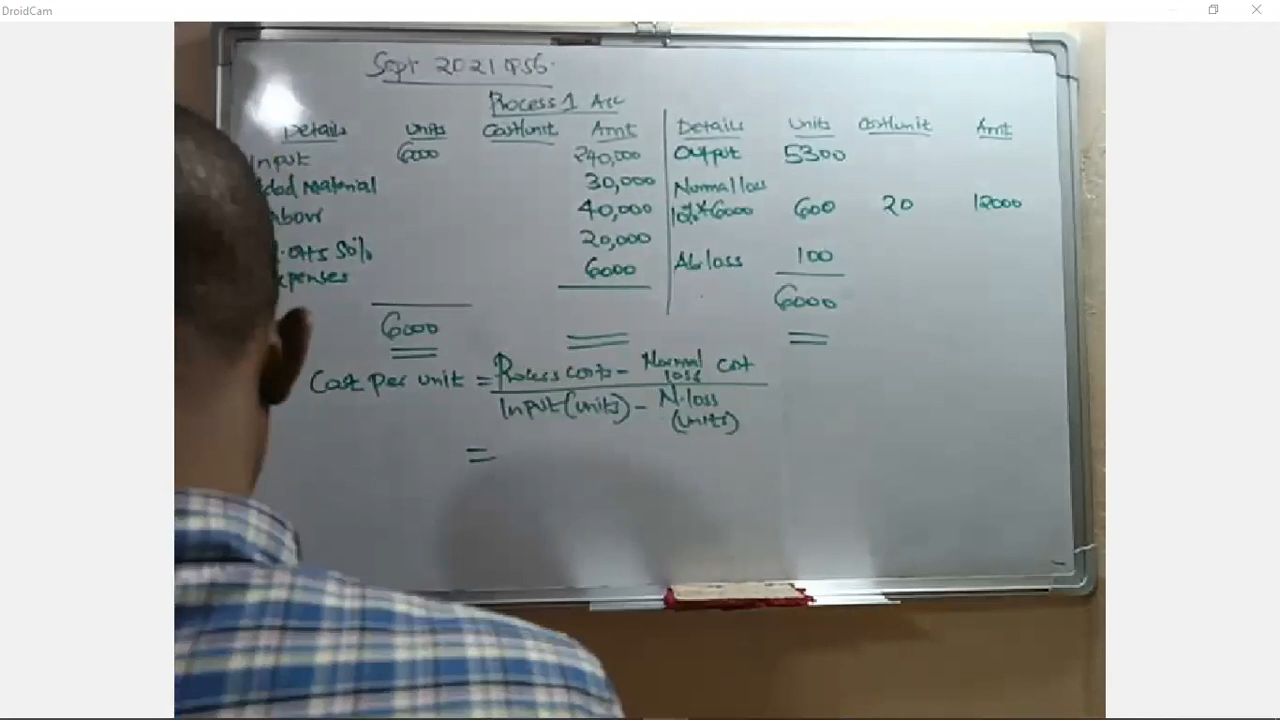 DroidCam
Sept 2021 Q56.
Process 1 Acc
Details Units Cost/unit Amt Details Units Cost/unit Amt
Input 6000 240,000 Output 5300
Material 30,000 Normal loss
40,000 10%*6000 600 20 12000
50% 20,000
6000 Ab loss 100
6000
6000
Cost per unit = Process costs - Normal loss cost
Input (units) - N. loss (units)
=